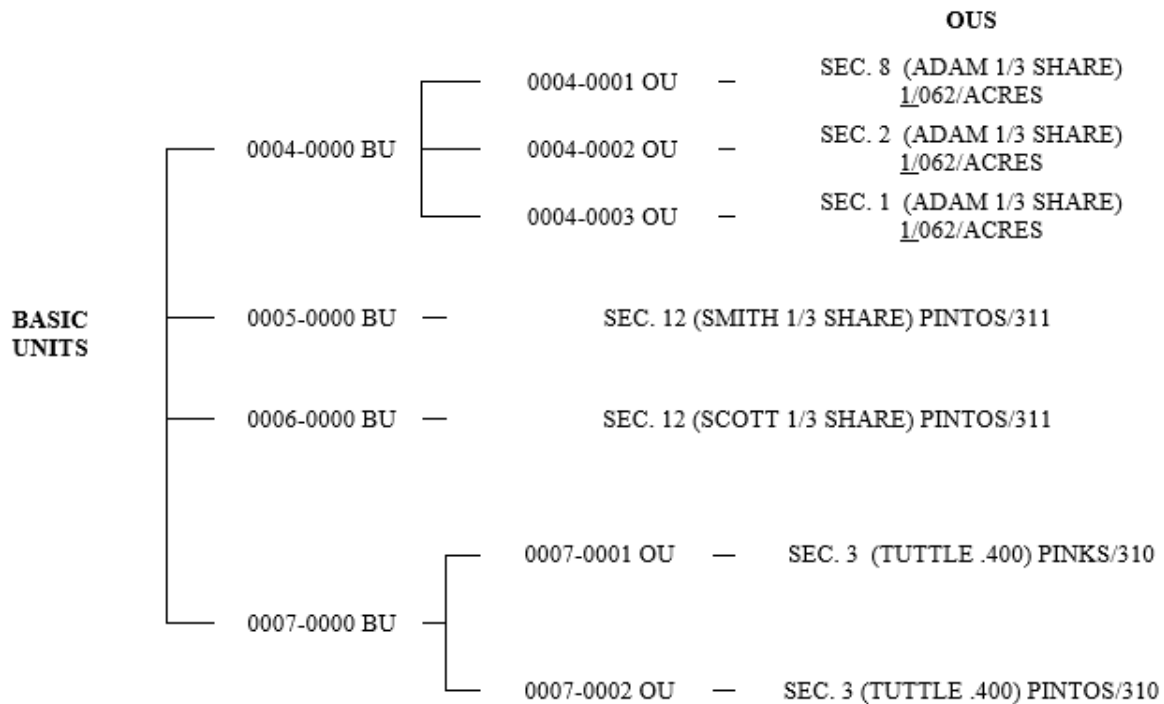 OUS
0004-0001 OU – SEC. 8 (ADAM 1/3 SHARE)
1/062/ACRES
0004-0000 BU 0004-0002 OU – SEC. 2 (ADAM 1/3 SHARE)
1/062/ACRES
0004-0003 OU – SEC. 1 (ADAM 1/3 SHARE)
1/062/ACRES
BASIC
UNITS
0005-0000 BU – SEC. 12 (SMITH 1/3 SHARE) PINTOS/311
0006-0000 BU – SEC. 12 (SCOTT 1/3 SHARE) PINTOS/311
0007-0001 OU – SEC. 3 (TUTTLE .400) PINKS/310
0007-0000 BU
0007-0002 OU – SEC. 3 (TUTTLE .400) PINTOS/310